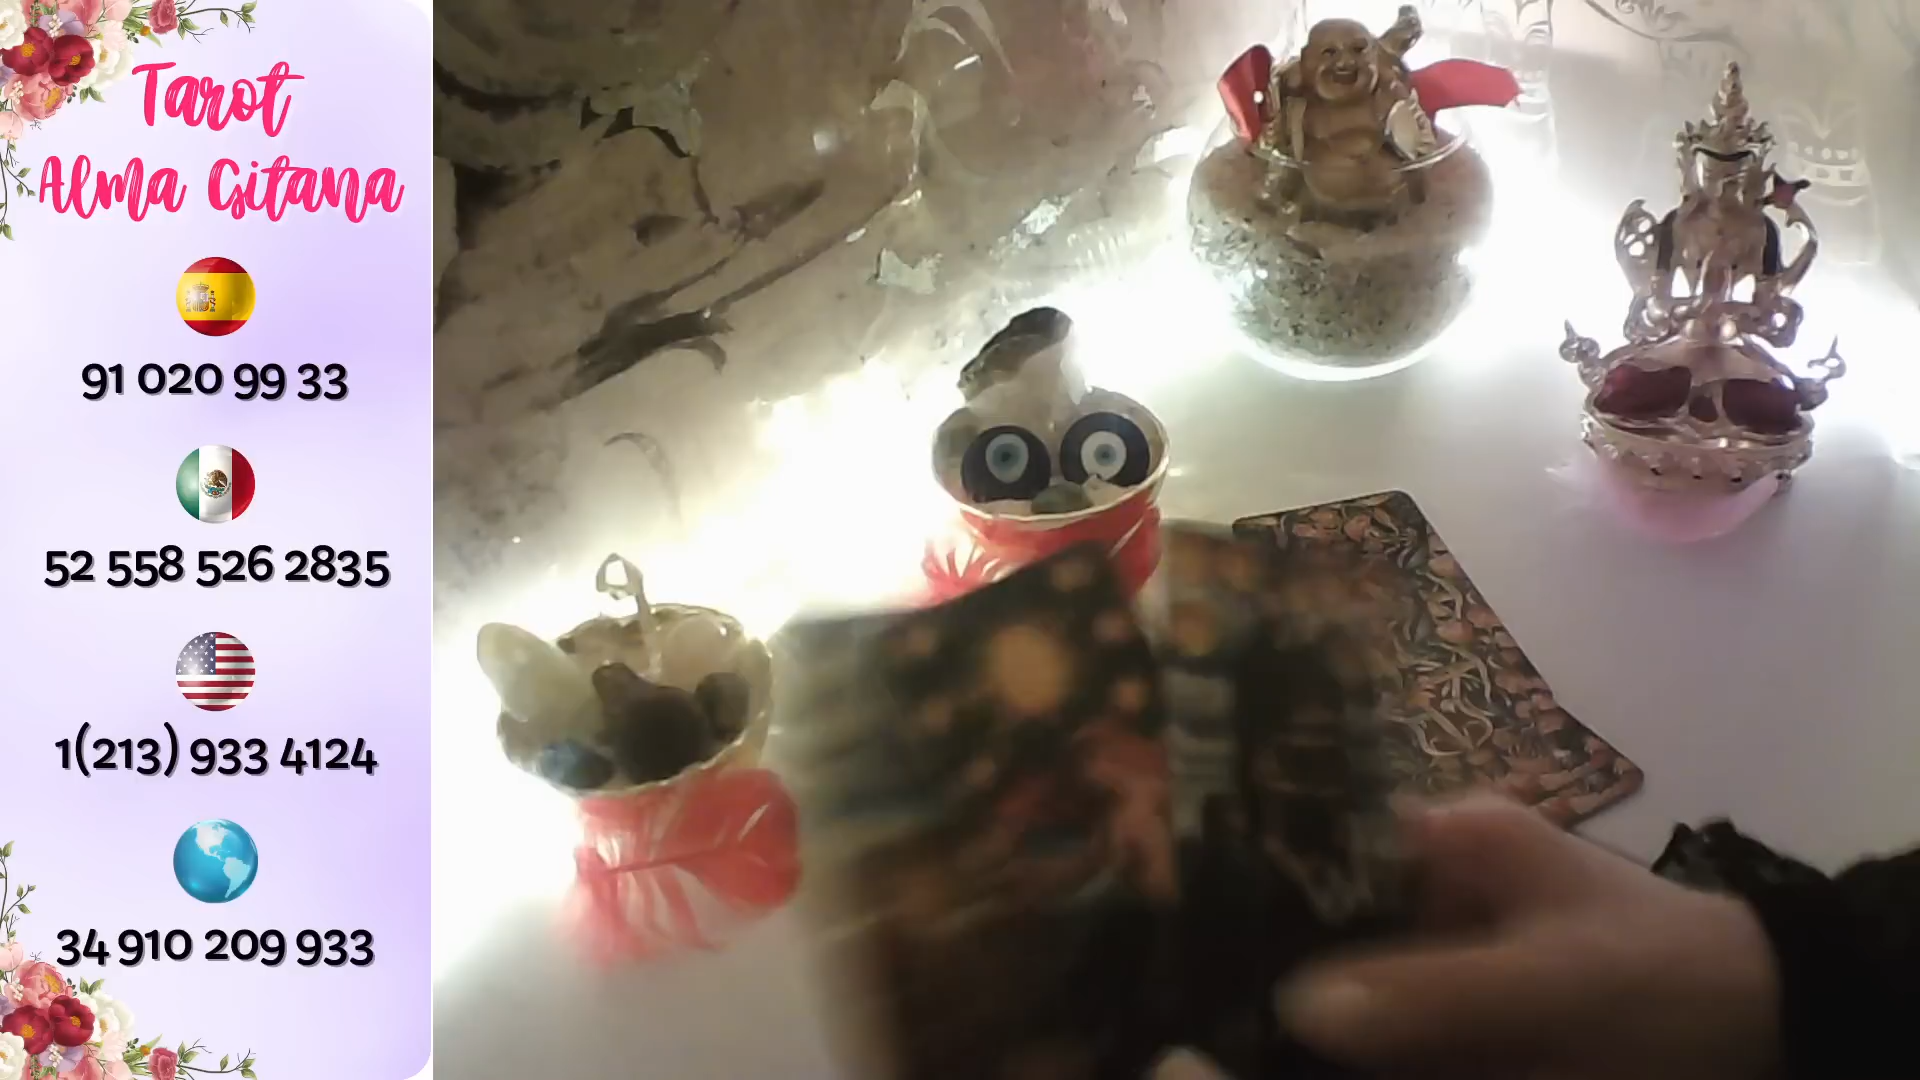 Tarot
Alma Gitana
91 020 99 33
52 558 526 2835
1(213) 933 4124
34 910 209 933